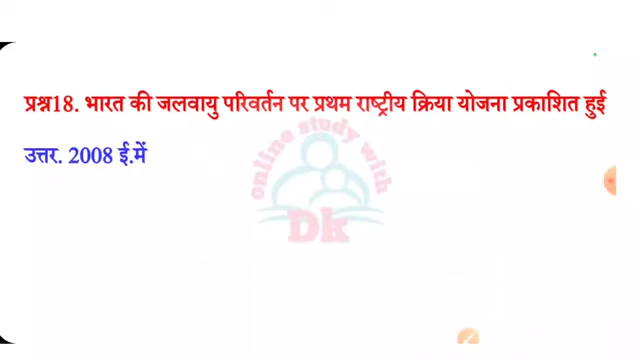 प्रश्न18. भारत की जलवायु परिवर्तन पर प्रथम राष्ट्रीय क्रिया योजना प्रकाशित हुई
उत्तर. 2008 ई.में
online study with
Dk